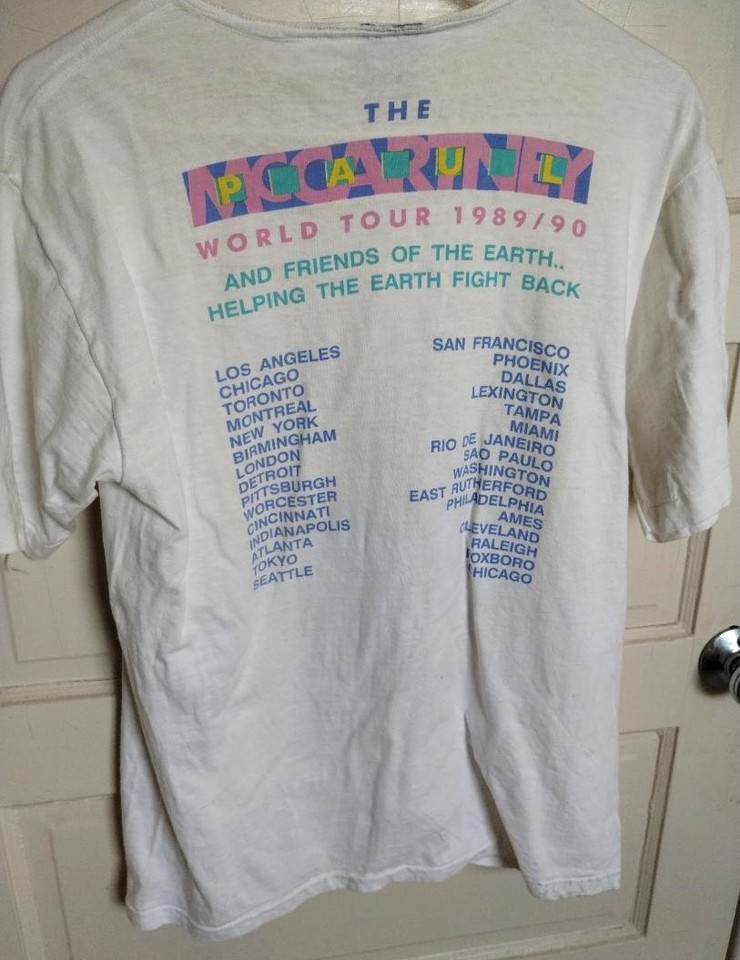 THE
PAUL
MCCARTNEY
WORLD TOUR 1989/90
AND FRIENDS OF THE EARTH..
HELPING THE EARTH FIGHT BACK
LOS ANGELES
CHICAGO
TORONTO
MONTREAL
NEW YORK
BIRMINGHAM
LONDON
DETROIT
PITTSBURGH
WORCESTER
CINCINNATI
INDIANAPOLIS
ATLANTA
TOKYO
SEATTLE
SAN FRANCISCO
PHOENIX
DALLAS
LEXINGTON
TAMPA
MIAMI
RIO DE JANEIRO
SAO PAULO
WASHINGTON
EAST RUTHERFORD
PHILADELPHIA
AMES
CLEVELAND
RALEIGH
OXBORO
HICAGO